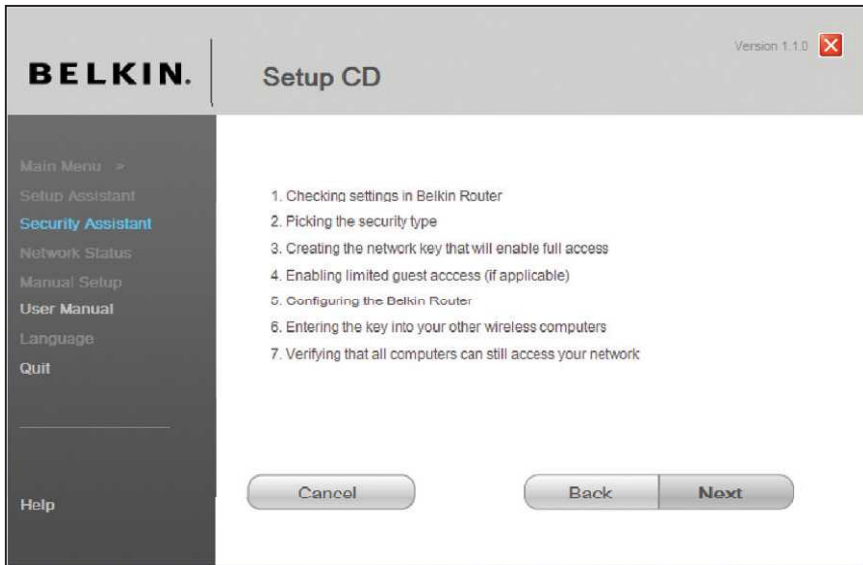 BELKIN.
Setup CD
Version 1.1.0
Main Menu >
Setup Assistant
Security Assistant
Network Status
Manual Setup
User Manual
Language
Quit
Help
1. Checking settings in Belkin Router
2. Picking the security type
3. Creating the network key that will enable full access
4. Enabling limited guest acccess (if applicable)
5. Configuring the Belkin Router
6. Entering the key into your other wireless computers
7. Verifying that all computers can still access your network
Cancel
Back
Next